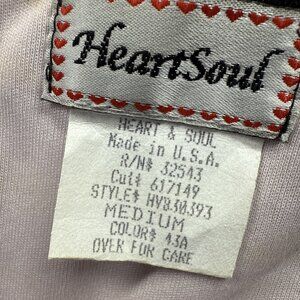 HeartSoul
HEART & SOUL
Made in U.S.A.
R/N# 32543
Cut# 617149
STYLE# HV830393
MEDIUM
COLOR# 43A
OVER FOR CARE